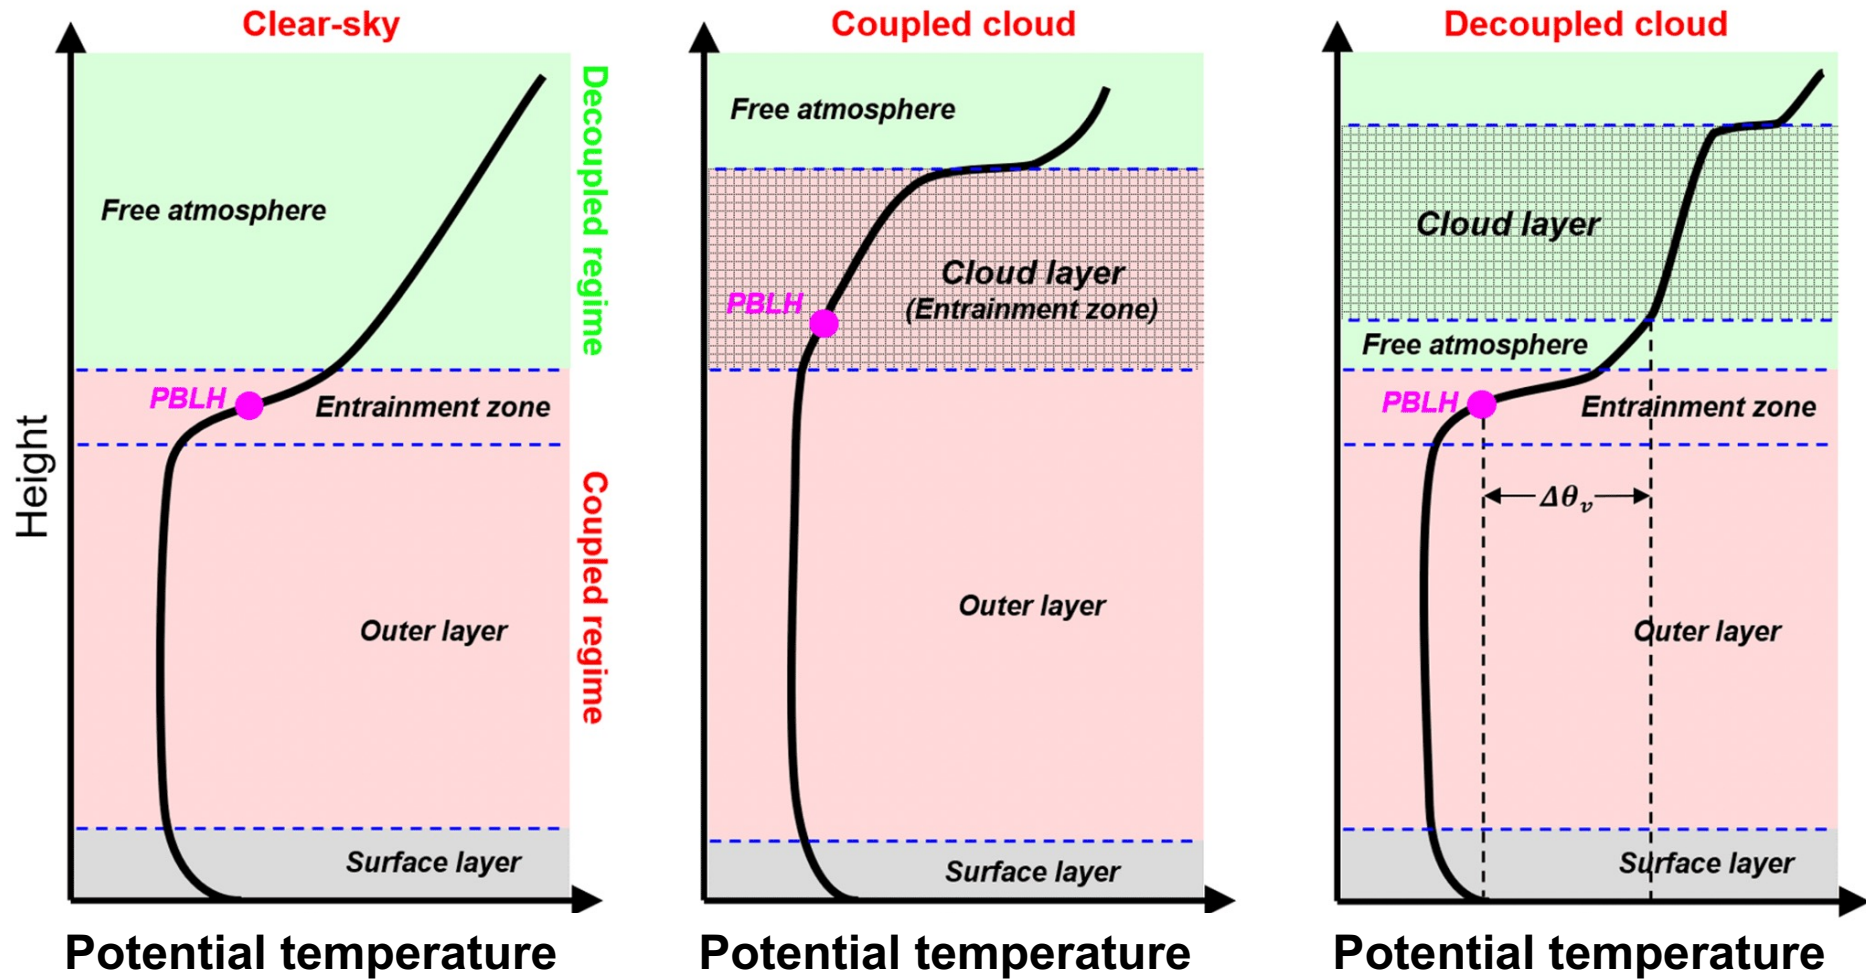 Clear-sky
Free atmosphere
PBLH
Entrainment zone
Outer layer
Surface layer
Height
Potential temperature
Decoupled regime
Coupled regime
Coupled cloud
Free atmosphere
Cloud layer
(Entrainment zone)
PBLH
Outer layer
Surface layer
Potential temperature
Decoupled cloud
Cloud layer
Free atmosphere
PBLH
Entrainment zone
Δθᵥ
Outer layer
Surface layer
Potential temperature